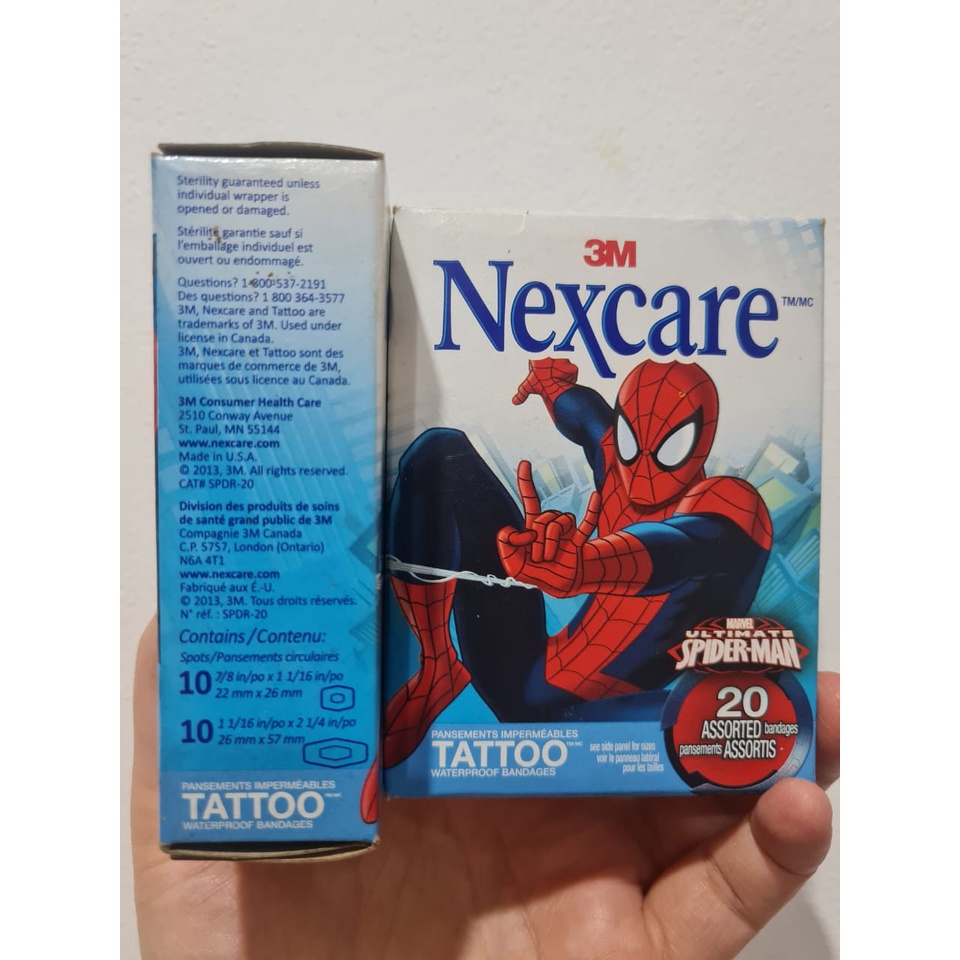 Sterility guaranteed unless
individual wrapper is
opened or damaged.
Stérilité garantie sauf si
l'emballage individuel est
ouvert ou endommagé.
Questions? 1-800-537-2191
Des questions? 1 800 364-3577
3M, Nexcare and Tattoo are
trademarks of 3M. Used under
license in Canada.
3M, Nexcare et Tattoo sont des
marques de commerce de 3M,
utilisées sous licence au Canada.
3M Consumer Health Care
2510 Conway Avenue
St. Paul, MN 55144
www.nexcare.com
Made in U.S.A.
© 2013, 3M. All rights reserved.
CAT# SPDR-20
Division des produits de soins
de santé grand public de 3M
Compagnie 3M Canada
C.P. 5757, London (Ontario)
N6A 4T1
www.nexcare.com
Fabriqué aux É.-U.
© 2013, 3M. Tous droits réservés.
N° réf. : SPDR-20
Contains/Contenu:
Spots/Pansements circulaires
10 7/8 in/po x 1 1/16 in/po
22 mm x 26 mm
10 1 1/16 in/po x 2 1/4 in/po
26 mm x 57 mm
PANSEMENTS IMPERMÉABLES
TATTOO™/MC
WATERPROOF BANDAGES
3M
Nexcare™/MC
MARVEL
ULTIMATE
SPIDER-MAN
20
ASSORTED bandages
pansements ASSORTIS
PANSEMENTS IMPERMÉABLES
TATTOO™/MC
WATERPROOF BANDAGES
see side panel for sizes
voir le panneau latéral
pour les tailles